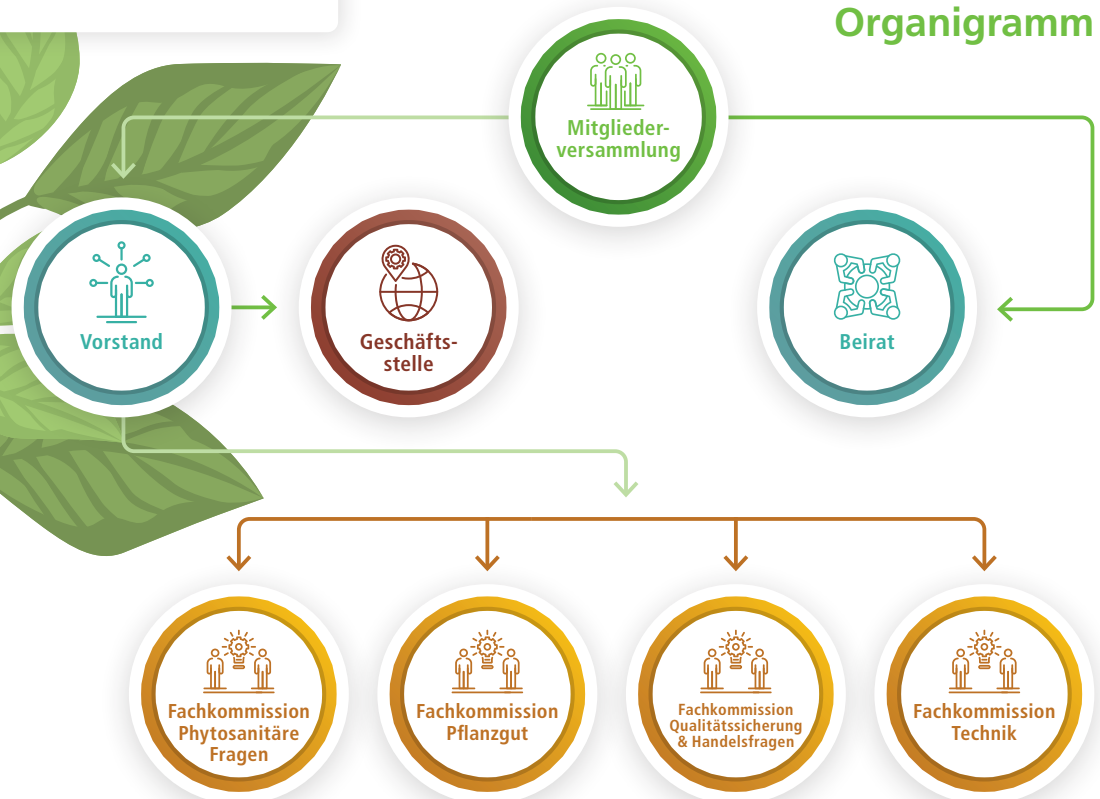 Organigramm
Mitglieder-
versammlung
Vorstand
Geschäfts-
stelle
Beirat
Fachkommission
Phytosanitäre
Fragen
Fachkommission
Pflanzgut
Fachkommission
Qualitätssicherung
& Handelsfragen
Fachkommission
Technik